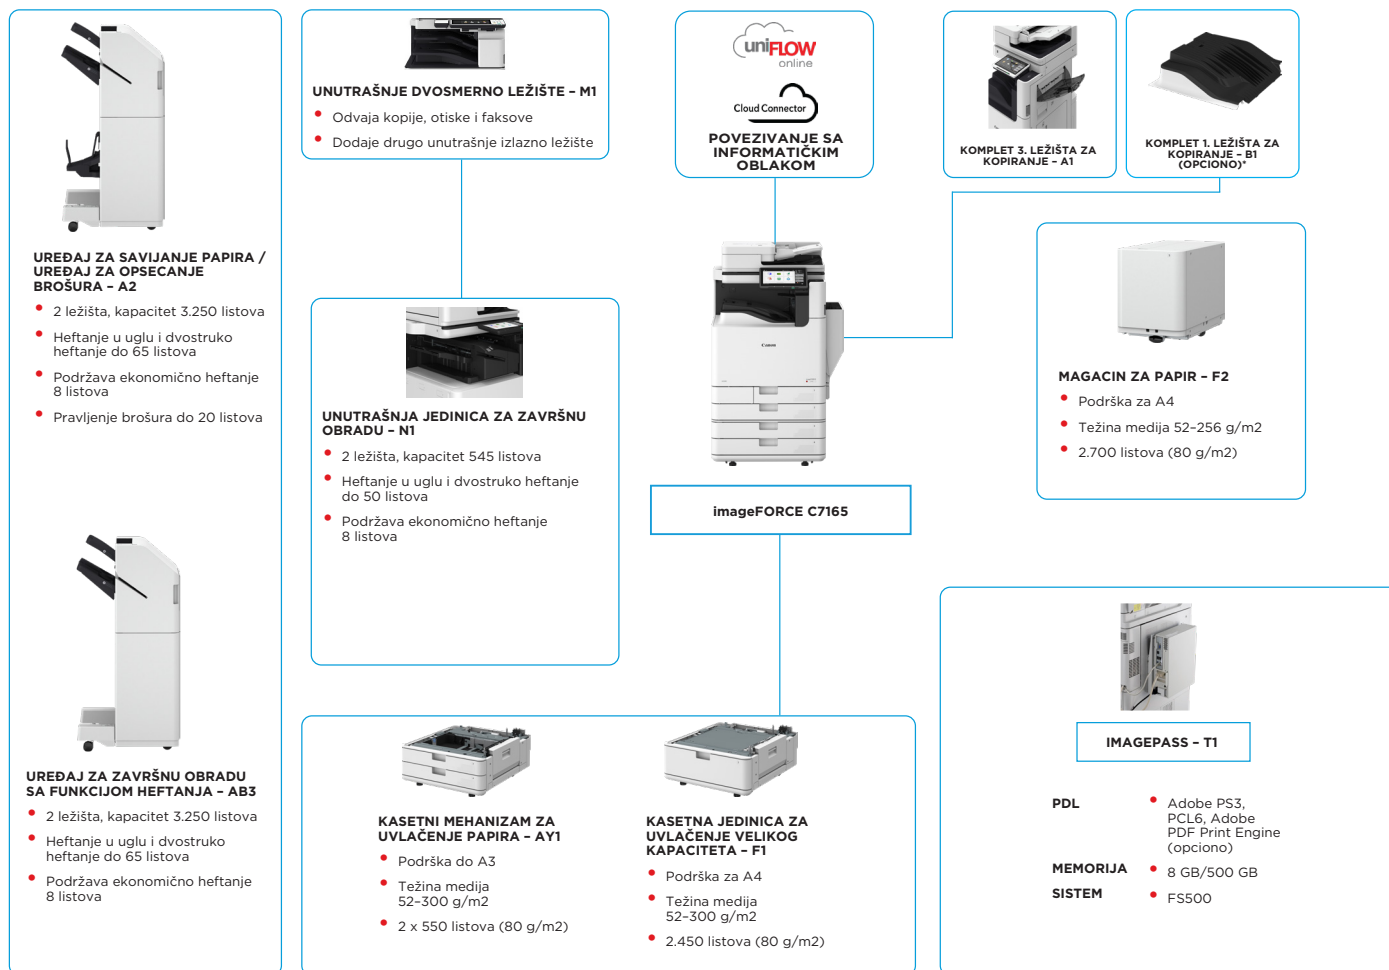 UREĐAJ ZA SAVIJANJE PAPIRA /
UREĐAJ ZA OPSECANJE
BROŠURA – A2
2 ležišta, kapacitet 3.250 listova
Heftanje u uglu i dvostruko
heftanje do 65 listova
Podržava ekonomično heftanje
8 listova
Pravljenje brošura do 20 listova
UREĐAJ ZA ZAVRŠNU OBRADU
SA FUNKCIJOM HEFTANJA – AB3
2 ležišta, kapacitet 3.250 listova
Heftanje u uglu i dvostruko
heftanje do 65 listova
Podržava ekonomično heftanje
8 listova
UNUTRAŠNJE DVOSMERNO LEŽIŠTE – M1
Odvaja kopije, otiske i faksove
Dodaje drugo unutrašnje izlazno ležište
UNUTRAŠNJA JEDINICA ZA ZAVRŠNU
OBRADU – N1
2 ležišta, kapacitet 545 listova
Heftanje u uglu i dvostruko heftanje
do 50 listova
Podržava ekonomično heftanje
8 listova
uniFLOW
online
Cloud Connector
POVEZIVANJE SA
INFORMATIČKIM
OBLAKOM
Canon
imageFORCE C7165
KASETNI MEHANIZAM ZA
UVLAČENJE PAPIRA – AY1
Podrška do A3
Težina medija
52–300 g/m2
2 x 550 listova (80 g/m2)
KASETNA JEDINICA ZA
UVLAČENJE VELIKOG
KAPACITETA – F1
Podrška za A4
Težina medija
52–300 g/m2
2.450 listova (80 g/m2)
KOMPLET 3. LEŽIŠTA ZA
KOPIRANJE – A1
KOMPLET 1. LEŽIŠTA ZA
KOPIRANJE – B1
(OPCIONO)*
MAGACIN ZA PAPIR – F2
Podrška za A4
Težina medija 52–256 g/m2
2.700 listova (80 g/m2)
IMAGEPASS – T1
PDL
Adobe PS3,
PCL6, Adobe
PDF Print Engine
(opciono)
MEMORIJA
8 GB/500 GB
SISTEM
FS500